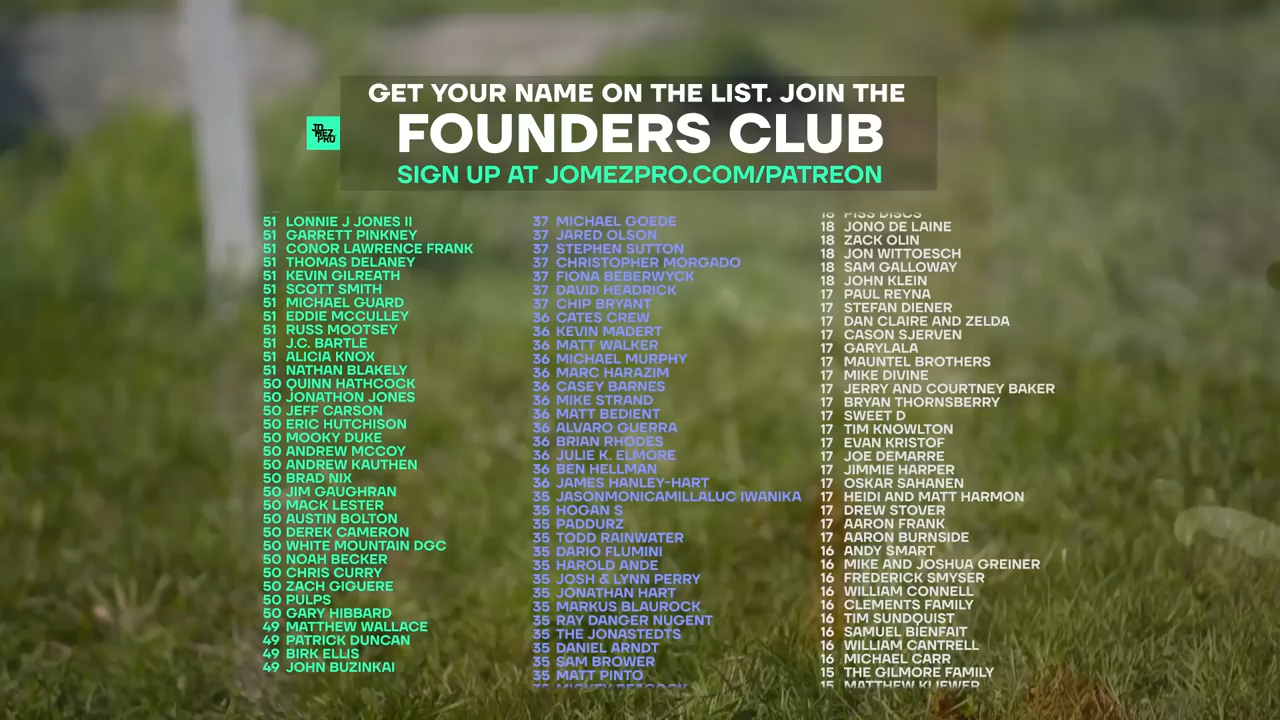 GET YOUR NAME ON THE LIST. JOIN THE
FOUNDERS CLUB
JO
MEZ
PRO
SIGN UP AT JOMEZPRO.COM/PATREON
51 LONNIE J JONES II
51 GARRETT PINKNEY
51 CONOR LAWRENCE FRANK
51 THOMAS DELANEY
51 KEVIN GILREATH
51 SCOTT SMITH
51 MICHAEL GUARD
51 EDDIE MCCULLEY
51 RUSS MOOTSEY
51 J.C. BARTLE
51 ALICIA KNOX
51 NATHAN BLAKELY
50 QUINN HATHCOCK
50 JONATHON JONES
50 JEFF CARSON
50 ERIC HUTCHISON
50 MOOKY DUKE
50 ANDREW MCCOY
50 ANDREW KAUTHEN
50 BRAD NIX
50 JIM GAUGHRAN
50 MACK LESTER
50 AUSTIN BOLTON
50 DEREK CAMERON
50 WHITE MOUNTAIN DGC
50 NOAH BECKER
50 CHRIS CURRY
50 ZACH GIGUERE
50 PULPS
50 GARY HIBBARD
49 MATTHEW WALLACE
49 PATRICK DUNCAN
49 BIRK ELLIS
49 JOHN BUZINKAI
37 MICHAEL GOEDE
37 JARED OLSON
37 STEPHEN SUTTON
37 CHRISTOPHER MORGADO
37 FIONA BEBERWYCK
37 DAVID HEADRICK
37 CHIP BRYANT
36 CATES CREW
36 KEVIN MADERT
36 MATT WALKER
36 MICHAEL MURPHY
36 MARC HARAZIM
36 CASEY BARNES
36 MIKE STRAND
36 MATT BEDIENT
36 ALVARO GUERRA
36 BRIAN RHODES
36 JULIE K. ELMORE
36 BEN HELLMAN
36 JAMES HANLEY-HART
35 JASONMONICAMILLALUC IWANIKA
35 HOGAN S
35 PADDURZ
35 TODD RAINWATER
35 DARIO FLUMINI
35 HAROLD ANDE
35 JOSH & LYNN PERRY
35 JONATHAN HART
35 MARKUS BLAUROCK
35 RAY DANGER NUGENT
35 THE JONASTEDTS
35 DANIEL ARNDT
35 SAM BROWER
35 MATT PINTO
35 MICKEY PEACOCK
18 PISS DISCS
18 JONO DE LAINE
18 ZACK OLIN
18 JON WITTOESCH
18 SAM GALLOWAY
18 JOHN KLEIN
17 PAUL REYNA
17 STEFAN DIENER
17 DAN CLAIRE AND ZELDA
17 CASON SJERVEN
17 GARYLALA
17 MAUNTEL BROTHERS
17 MIKE DIVINE
17 JERRY AND COURTNEY BAKER
17 BRYAN THORNSBERRY
17 SWEET D
17 TIM KNOWLTON
17 EVAN KRISTOF
17 JOE DEMARRE
17 JIMMIE HARPER
17 OSKAR SAHANEN
17 HEIDI AND MATT HARMON
17 DREW STOVER
17 AARON FRANK
17 AARON BURNSIDE
16 ANDY SMART
16 MIKE AND JOSHUA GREINER
16 FREDERICK SMYSER
16 WILLIAM CONNELL
16 CLEMENTS FAMILY
16 TIM SUNDQUIST
16 SAMUEL BIENFAIT
16 WILLIAM CANTRELL
16 MICHAEL CARR
15 THE GILMORE FAMILY
15 MATTHEW KLIEWER